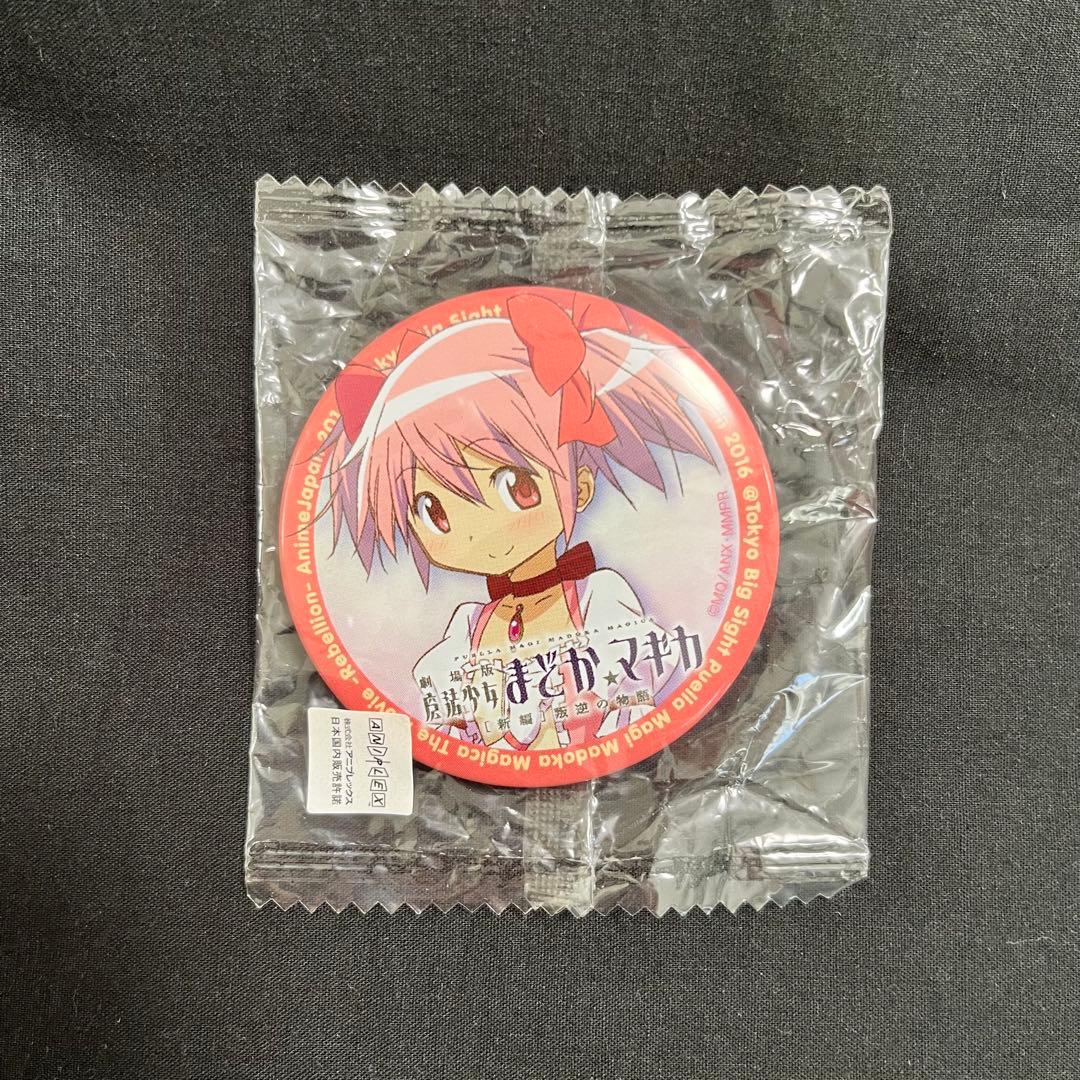 Big Sight
2016 @Tokyo Big Sight Puella Magi Madoka Magica The
-Rebellion- AnimeJapan 201
©MQ/ANX・MMPR
PUELLA MAGI MADOKA MAGICA
劇場版
魔法少女まどか★マギカ
[新編]叛逆の物語
ANIPLEX
株式会社アニプレックス
日本国内販売許諾